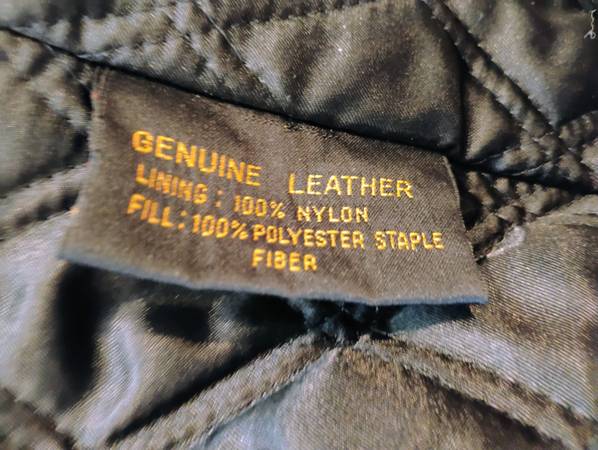 GENUINE LEATHER
LINING: 100% NYLON
FILL: 100% POLYESTER STAPLE
FIBER